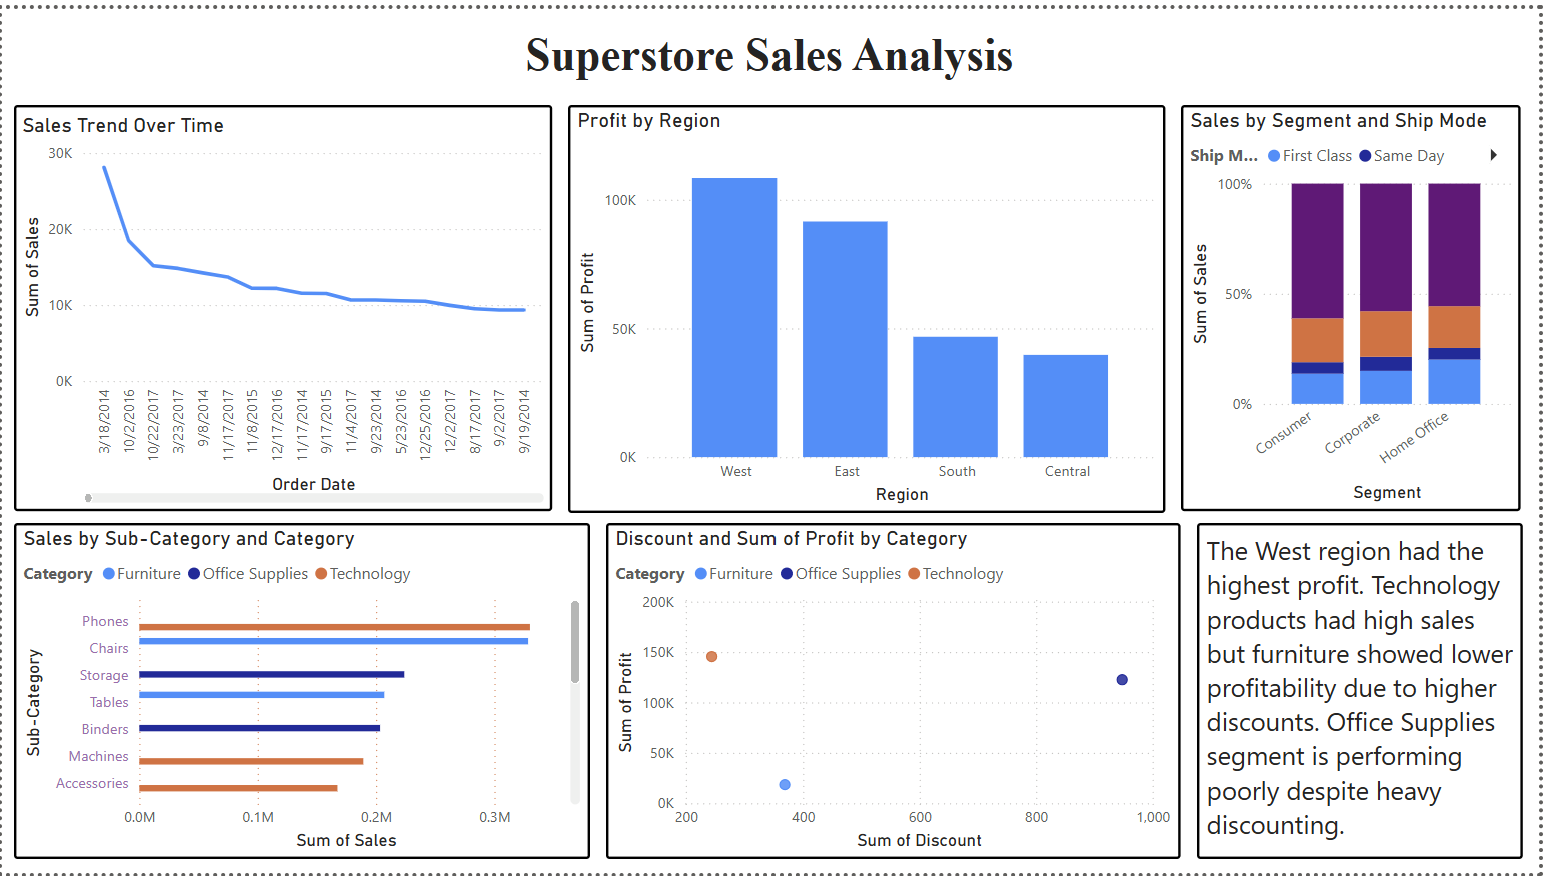 Superstore Sales Analysis
Sales Trend Over Time
30K
20K
10K
0K
Sum of Sales
3/18/2014
10/2/2016
10/22/2017
3/23/2017
9/8/2014
11/17/2017
11/8/2015
12/17/2016
11/17/2014
9/17/2015
11/4/2017
9/23/2014
5/23/2016
12/25/2016
12/2/2017
8/17/2017
9/2/2017
9/19/2014
Order Date
Profit by Region
100K
50K
0K
Sum of Profit
West
East
South
Central
Region
Sales by Segment and Ship Mode
Ship M... First Class Same Day
100%
50%
0%
Sum of Sales
Consumer
Corporate
Home Office
Segment
Sales by Sub-Category and Category
Category Furniture Office Supplies Technology
Sub-Category
Phones
Chairs
Storage
Tables
Binders
Machines
Accessories
0.0M 0.1M 0.2M 0.3M
Sum of Sales
Discount and Sum of Profit by Category
Category Furniture Office Supplies Technology
200K
150K
100K
50K
0K
Sum of Profit
200 400 600 800 1,000
Sum of Discount
The West region had the
highest profit. Technology
products had high sales
but furniture showed lower
profitability due to higher
discounts. Office Supplies
segment is performing
poorly despite heavy
discounting.